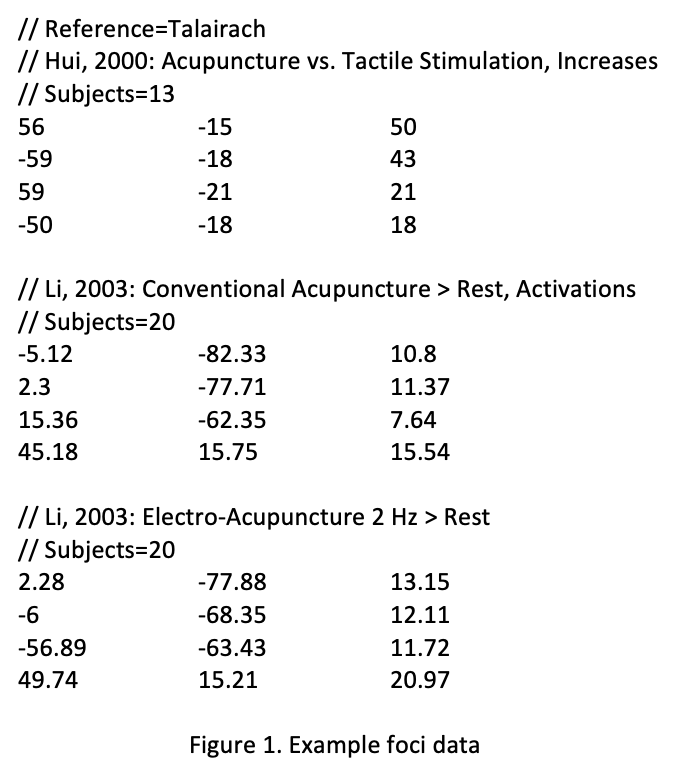 // Reference=Talairach
// Hui, 2000: Acupuncture vs. Tactile Stimulation, Increases
// Subjects=13
56 -15 50
-59 -18 43
59 -21 21
-50 -18 18
// Li, 2003: Conventional Acupuncture > Rest, Activations
// Subjects=20
-5.12 -82.33 10.8
2.3 -77.71 11.37
15.36 -62.35 7.64
45.18 15.75 15.54
// Li, 2003: Electro-Acupuncture 2 Hz > Rest
// Subjects=20
2.28 -77.88 13.15
-6 -68.35 12.11
-56.89 -63.43 11.72
49.74 15.21 20.97
Figure 1. Example foci data